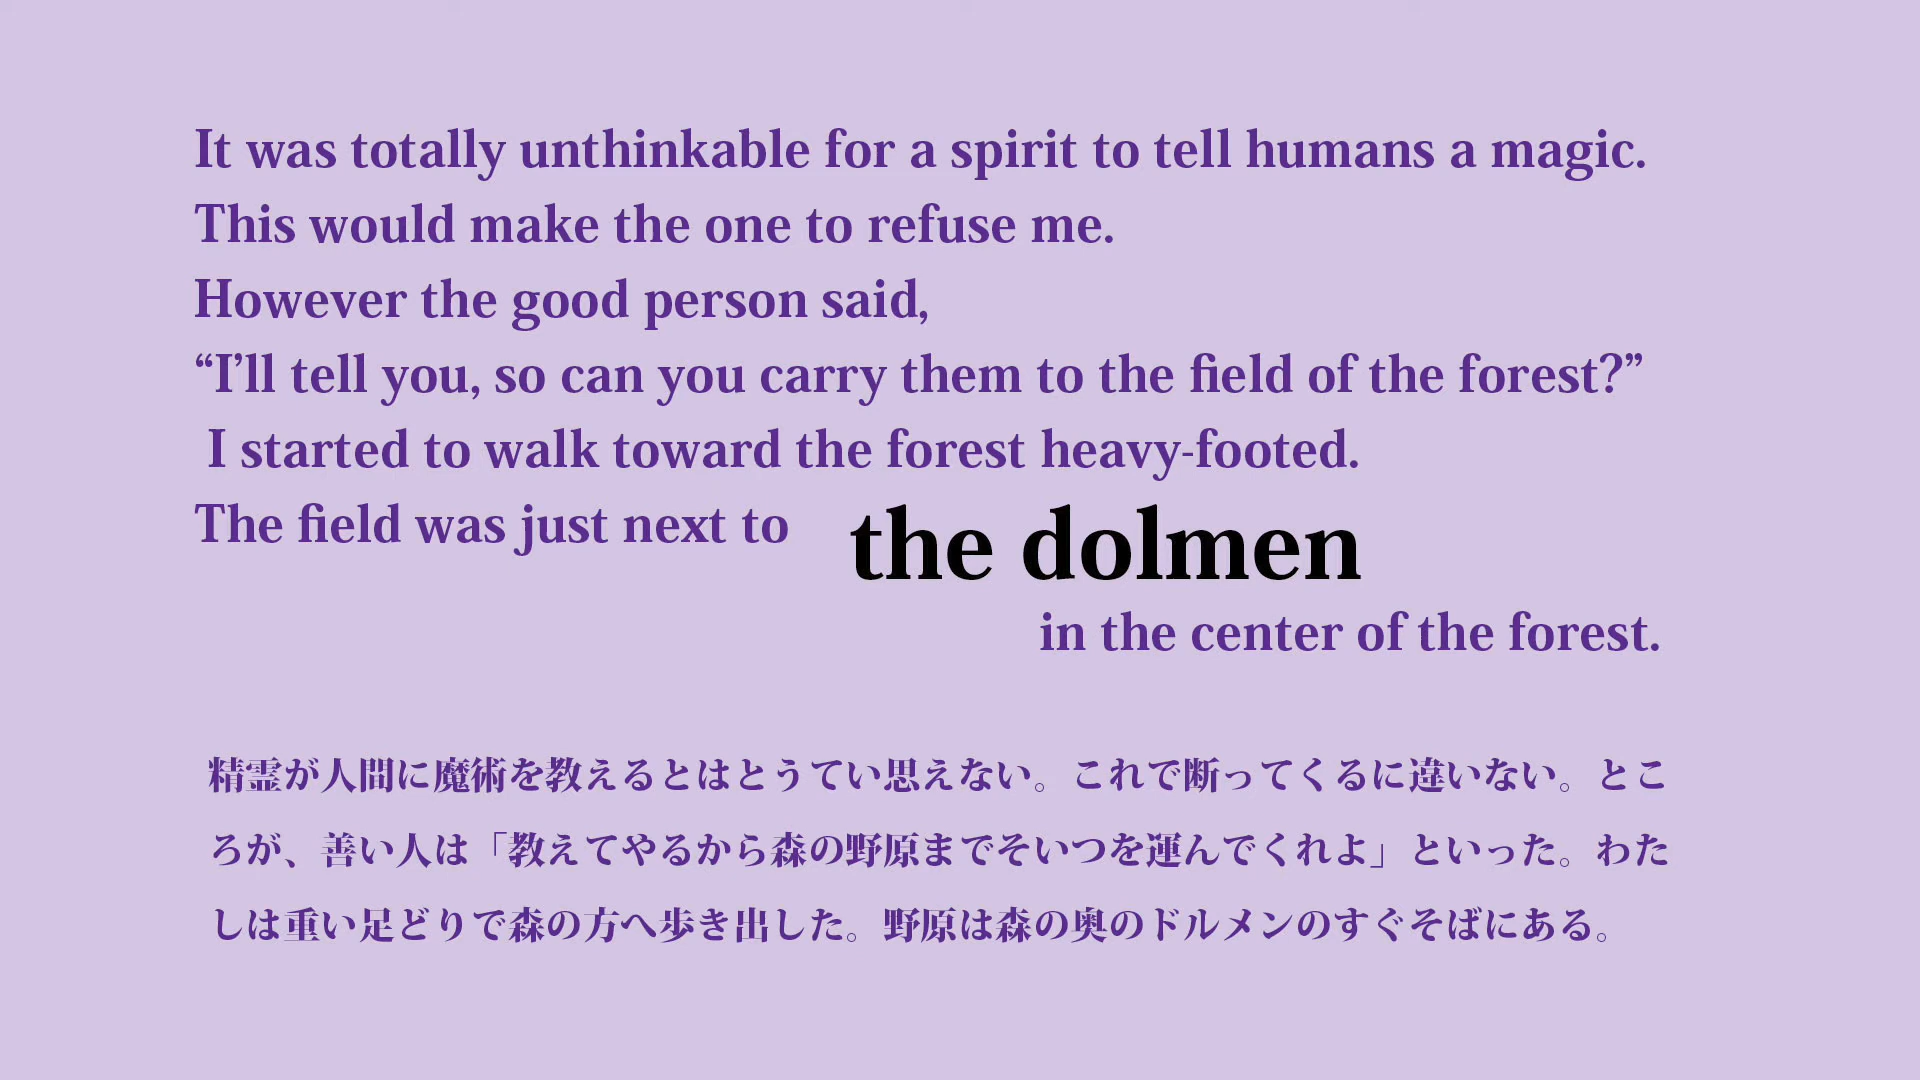 It was totally unthinkable for a spirit to tell humans a magic.
This would make the one to refuse me.
However the good person said,
“I’ll tell you, so can you carry them to the field of the forest?”
I started to walk toward the forest heavy-footed.
The field was just next to the dolmen
in the center of the forest.
精霊が人間に魔術を教えるとはとうてい思えない。これで断ってくるに違いない。とこ
ろが、善い人は「教えてやるから森の野原までそいつを運んでくれよ」といった。わた
しは重い足どりで森の方へ歩き出した。野原は森の奥のドルメンのすぐそばにある。